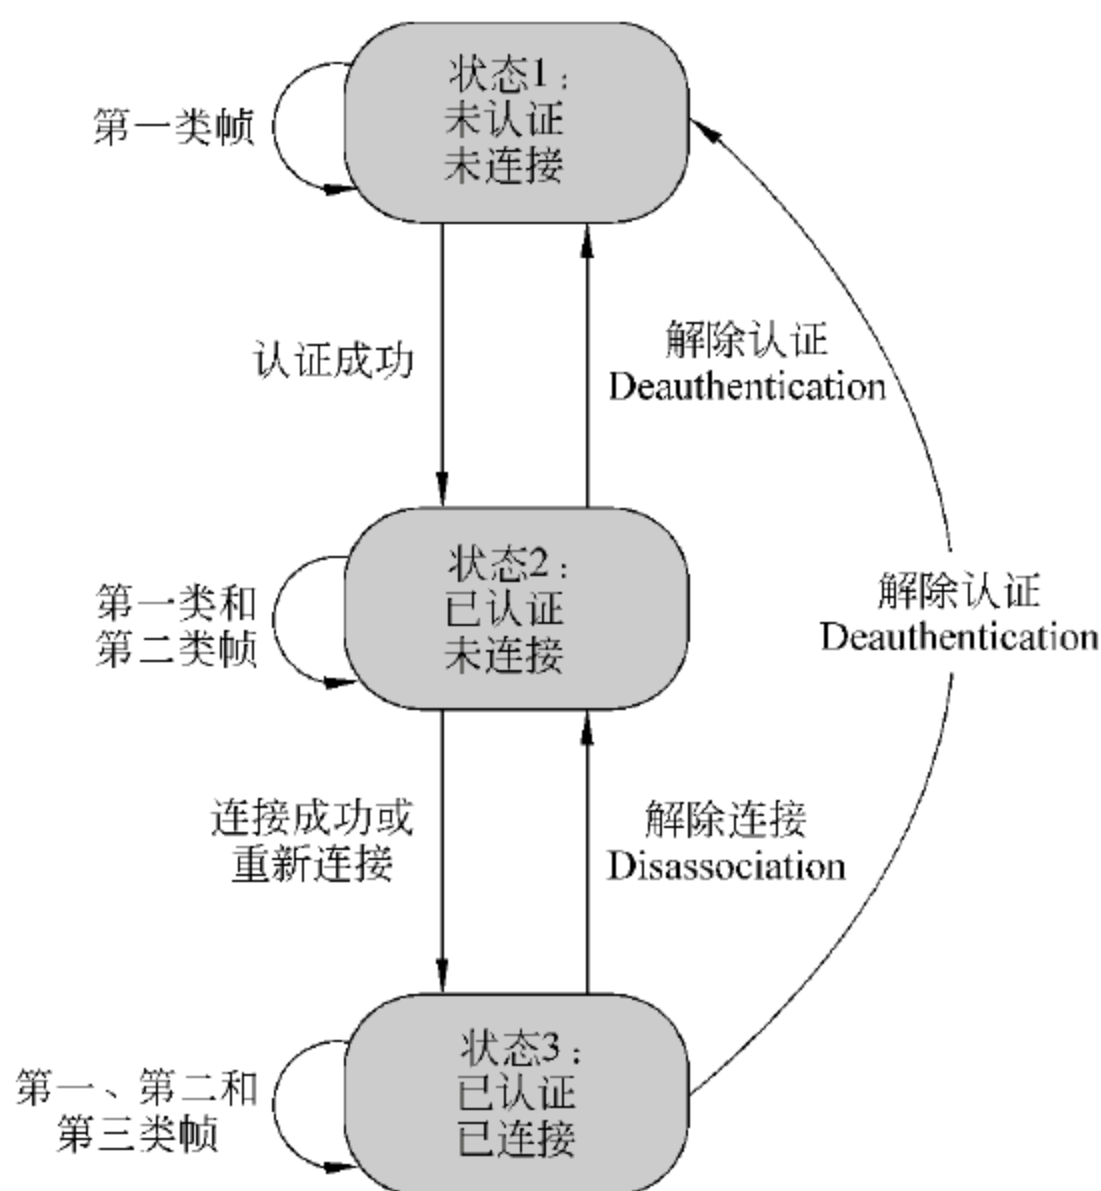 状态1：
未认证
未连接
第一类帧
认证成功
解除认证
Deauthentication
状态2：
已认证
未连接
第一类和
第二类帧
解除认证
Deauthentication
连接成功或
重新连接
解除连接
Disassociation
状态3：
已认证
已连接
第一、第二和
第三类帧